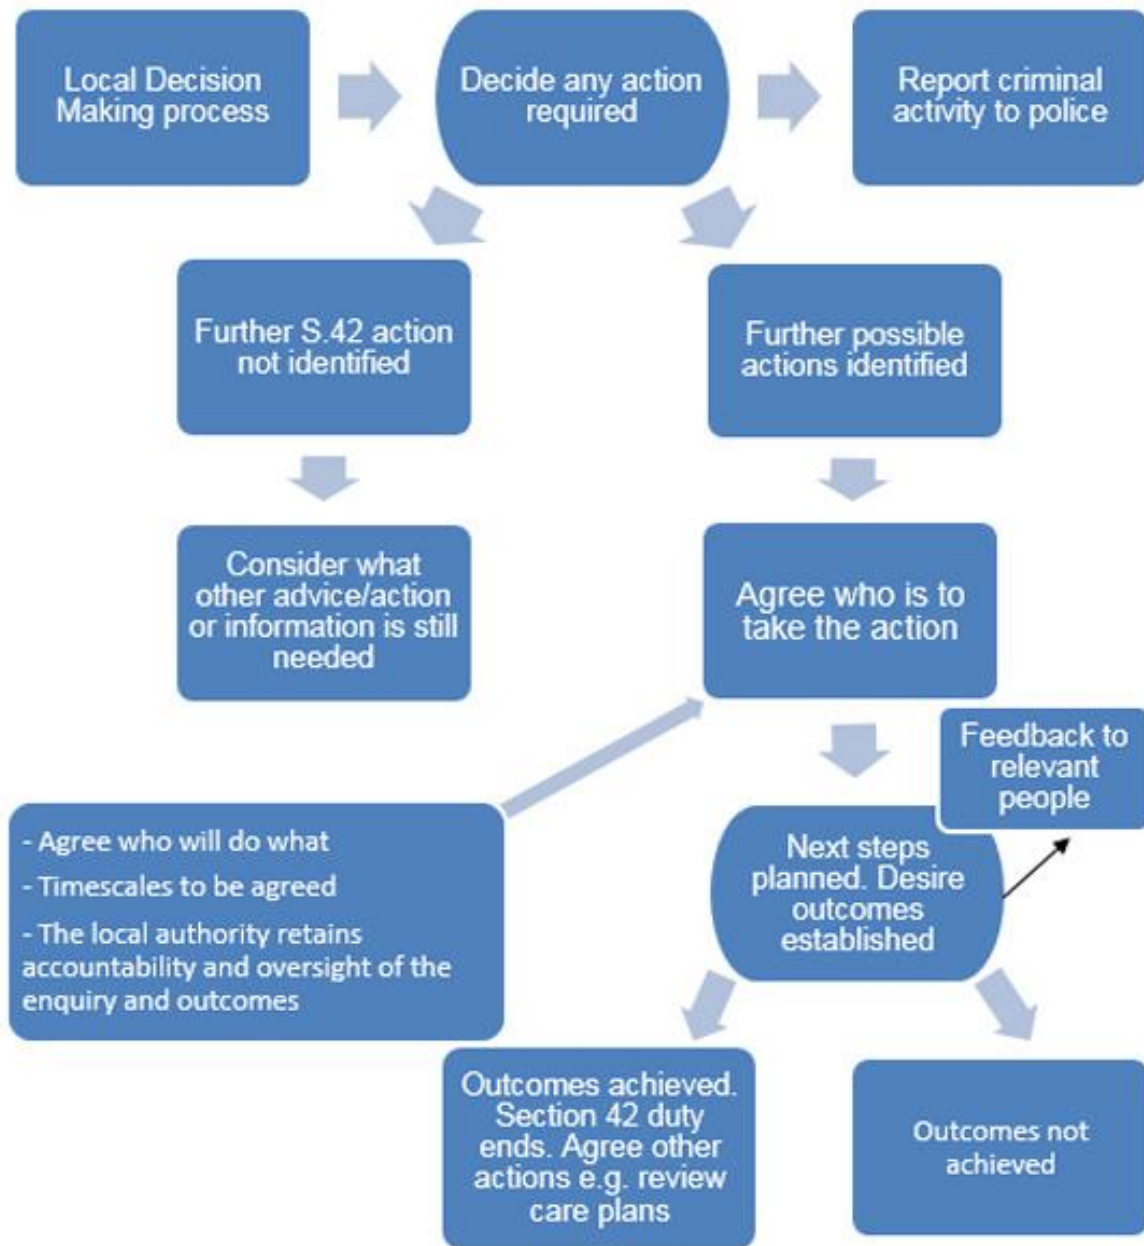 Local Decision
Making process
Decide any action
required
Report criminal
activity to police
Further S.42 action
not identified
Further possible
actions identified
Consider what
other advice/action
or information is still
needed
Agree who is to
take the action
Feedback to
relevant
people
- Agree who will do what
- Timescales to be agreed
- The local authority retains
accountability and oversight of the
enquiry and outcomes
Next steps
planned. Desire
outcomes
established
Outcomes achieved.
Section 42 duty
ends. Agree other
actions e.g. review
care plans
Outcomes not
achieved